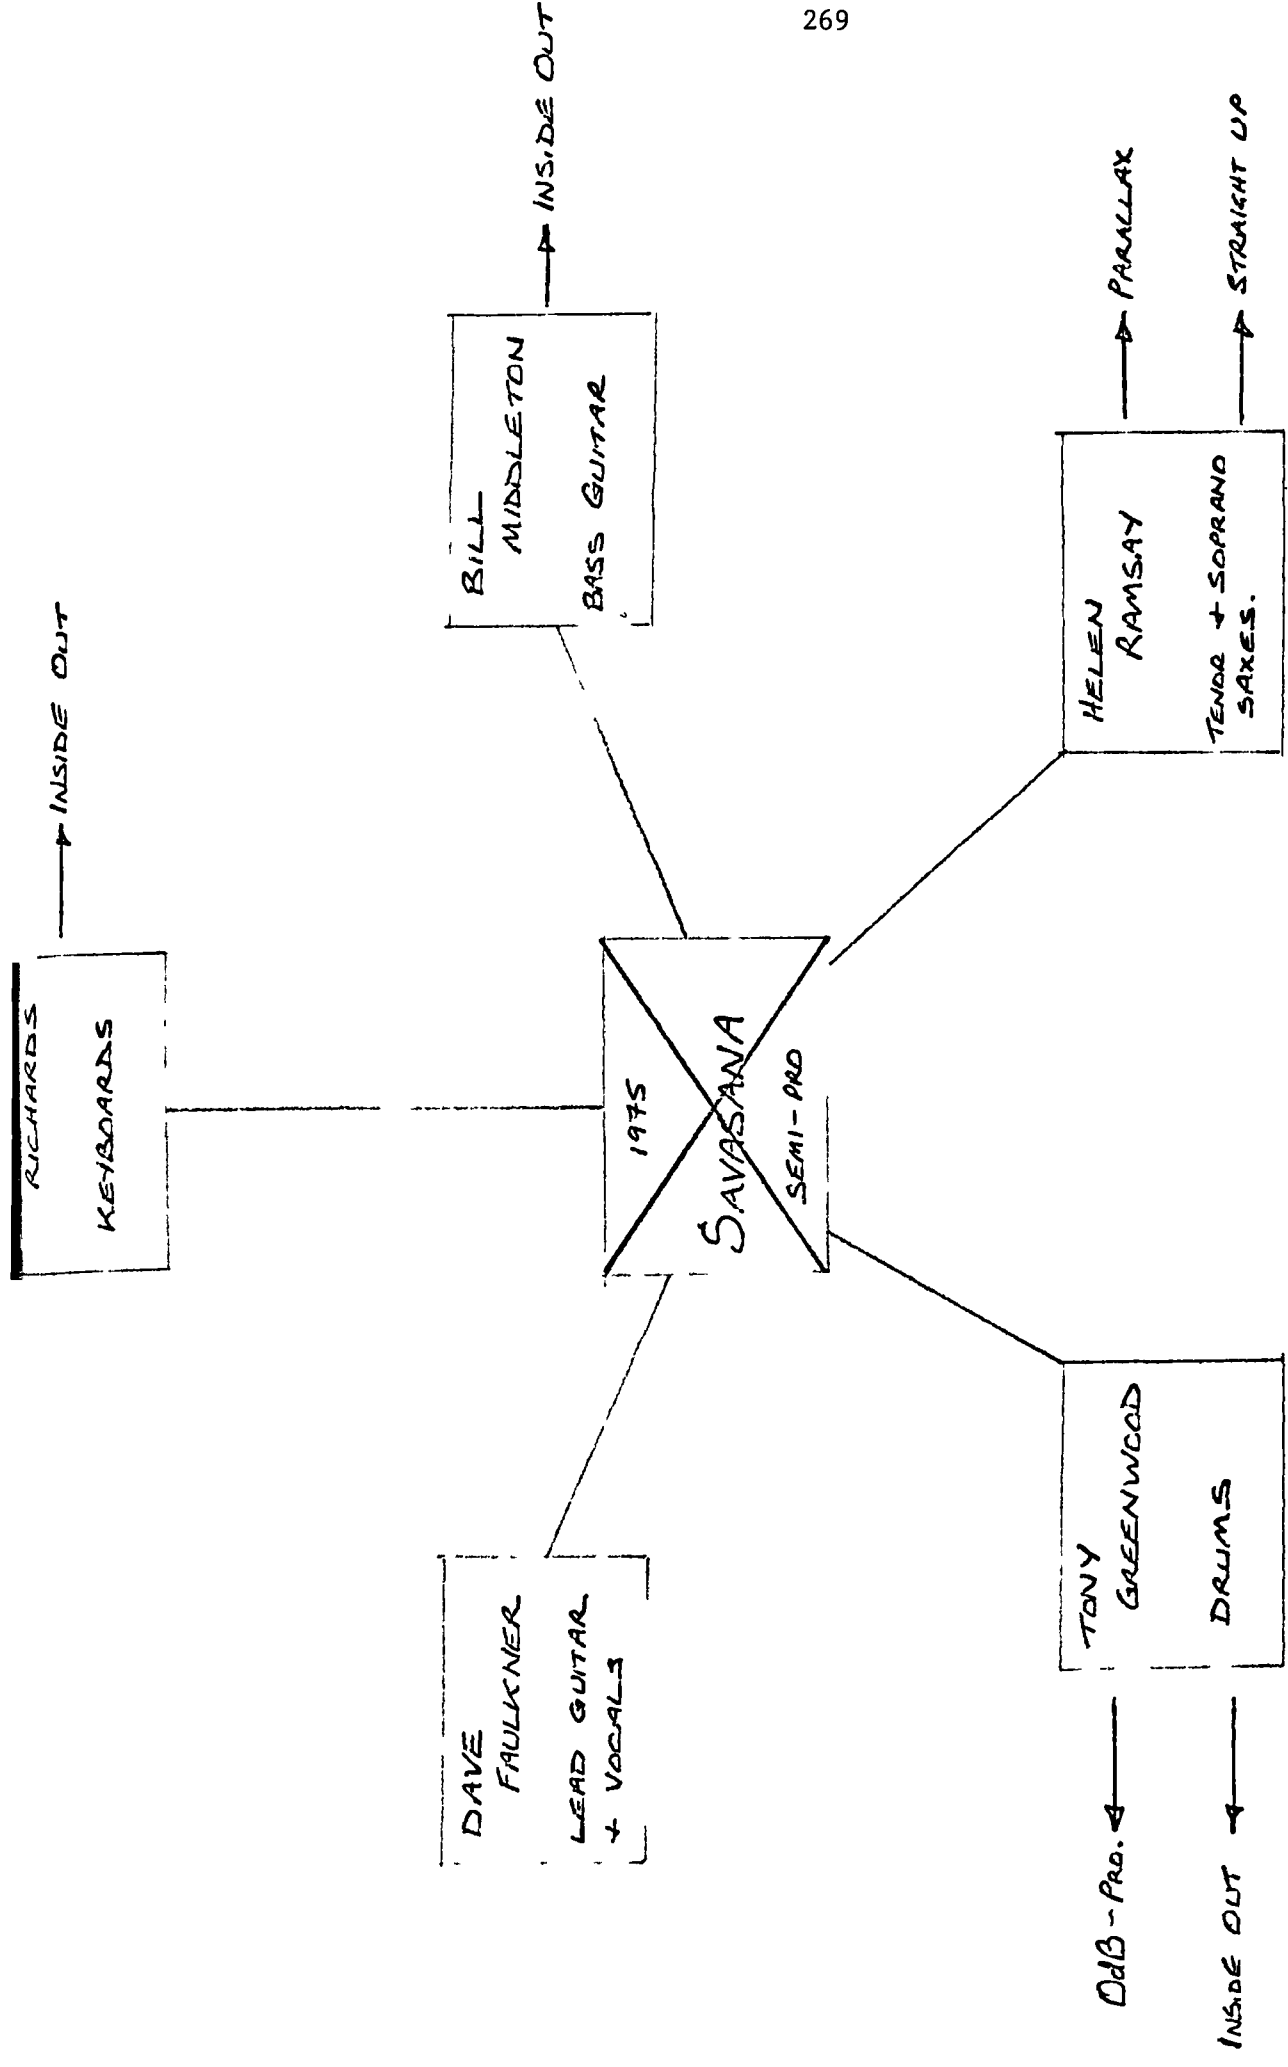 269
RICHARDS
KEYBOARDS
INSIDE OUT
DAVE
FAULKNER
LEAD GUITAR
+ VOCALS
1975
SAVASANA
SEMI-PRO
BILL
MIDDLETON
BASS GUITAR
INSIDE OUT
TONY
GREENWOOD
DRUMS
OdB-PRO.
INSIDE OUT
HELEN
RAMSAY
TENOR + SOPRANO
SAXES.
PARALLAX
STRAIGHT UP